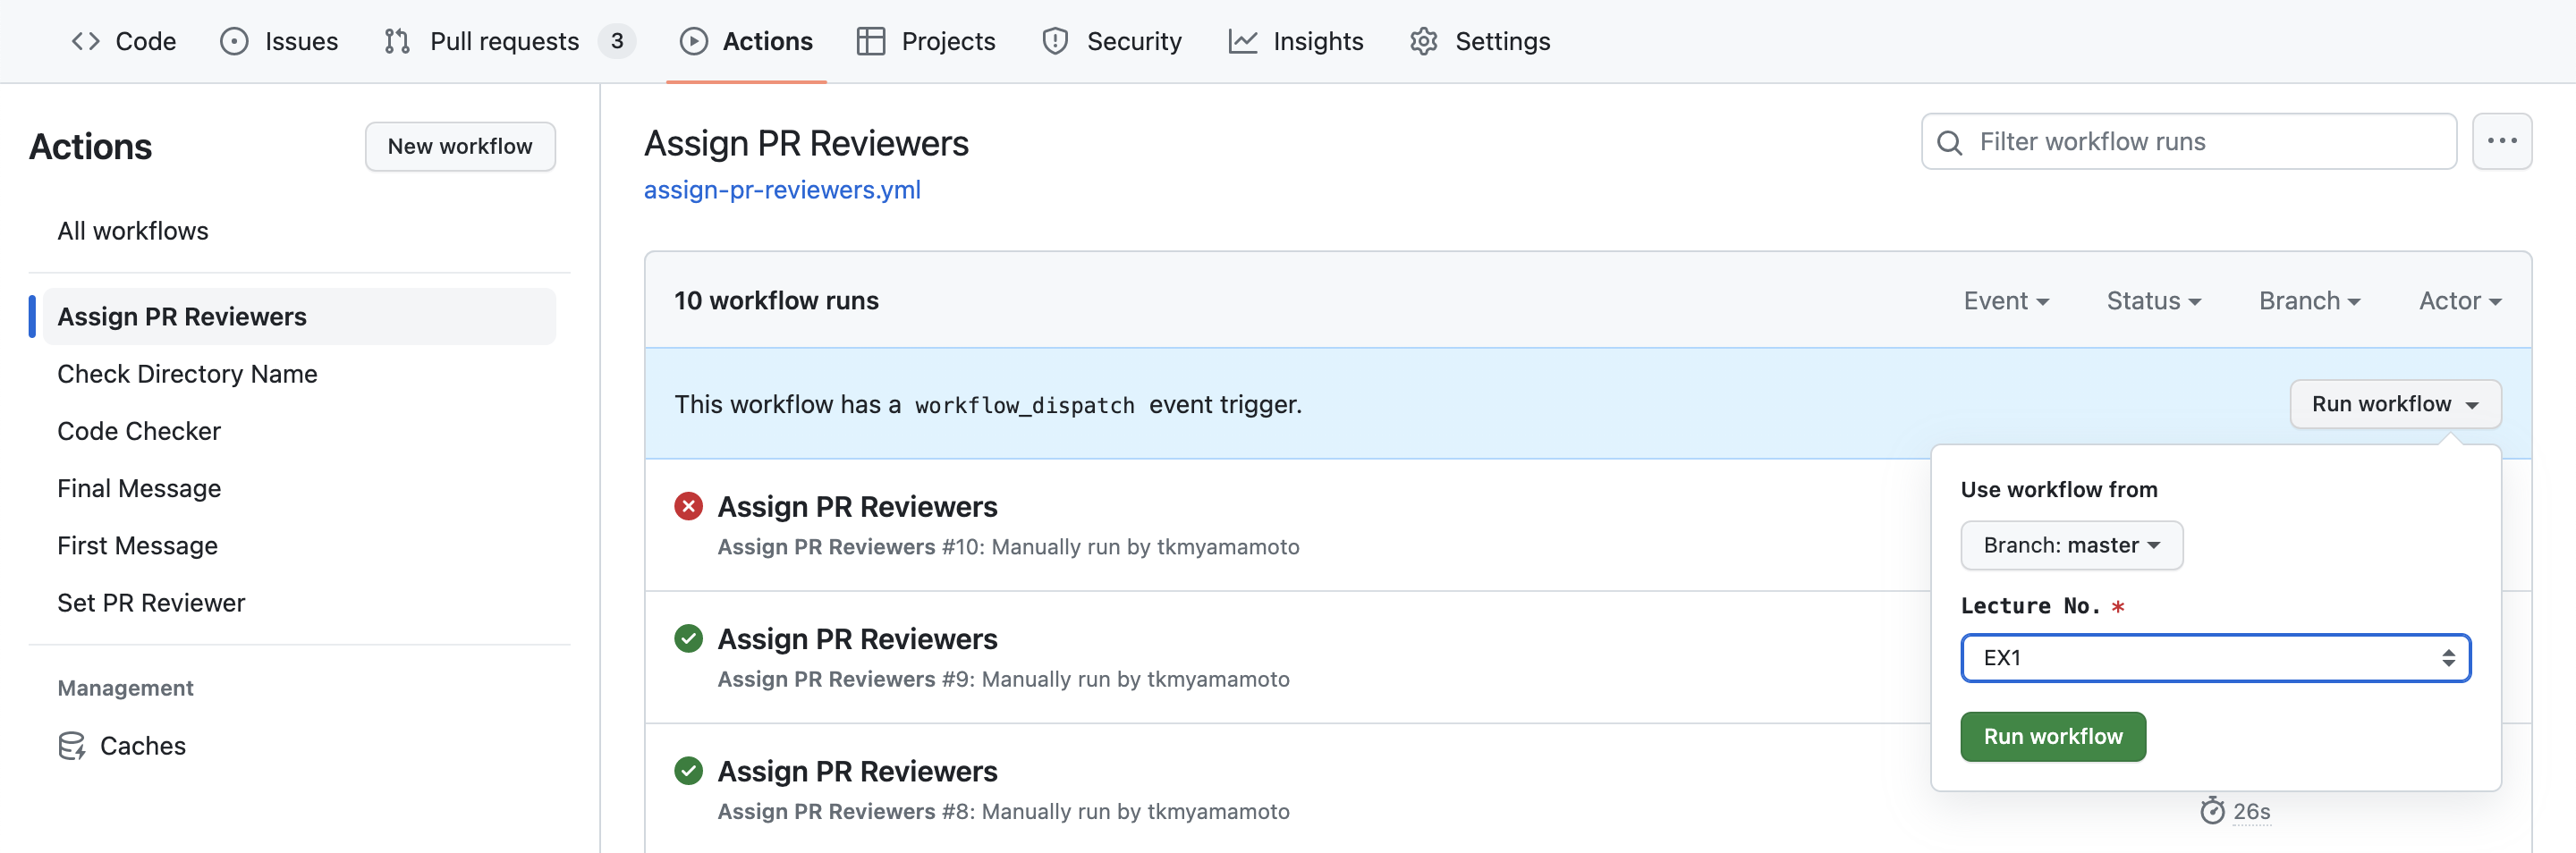 Code Issues Pull requests 3 Actions Projects Security Insights Settings
Actions
New workflow
All workflows
Assign PR Reviewers
Check Directory Name
Code Checker
Final Message
First Message
Set PR Reviewer
Management
Caches
Assign PR Reviewers
assign-pr-reviewers.yml
Filter workflow runs
10 workflow runs
Event Status Branch Actor
This workflow has a workflow_dispatch event trigger.
Run workflow
Use workflow from
Branch: master
Lecture No. *
EX1
Run workflow
Assign PR Reviewers
Assign PR Reviewers #10: Manually run by tkmyamamoto
Assign PR Reviewers
Assign PR Reviewers #9: Manually run by tkmyamamoto
Assign PR Reviewers
Assign PR Reviewers #8: Manually run by tkmyamamoto
26s